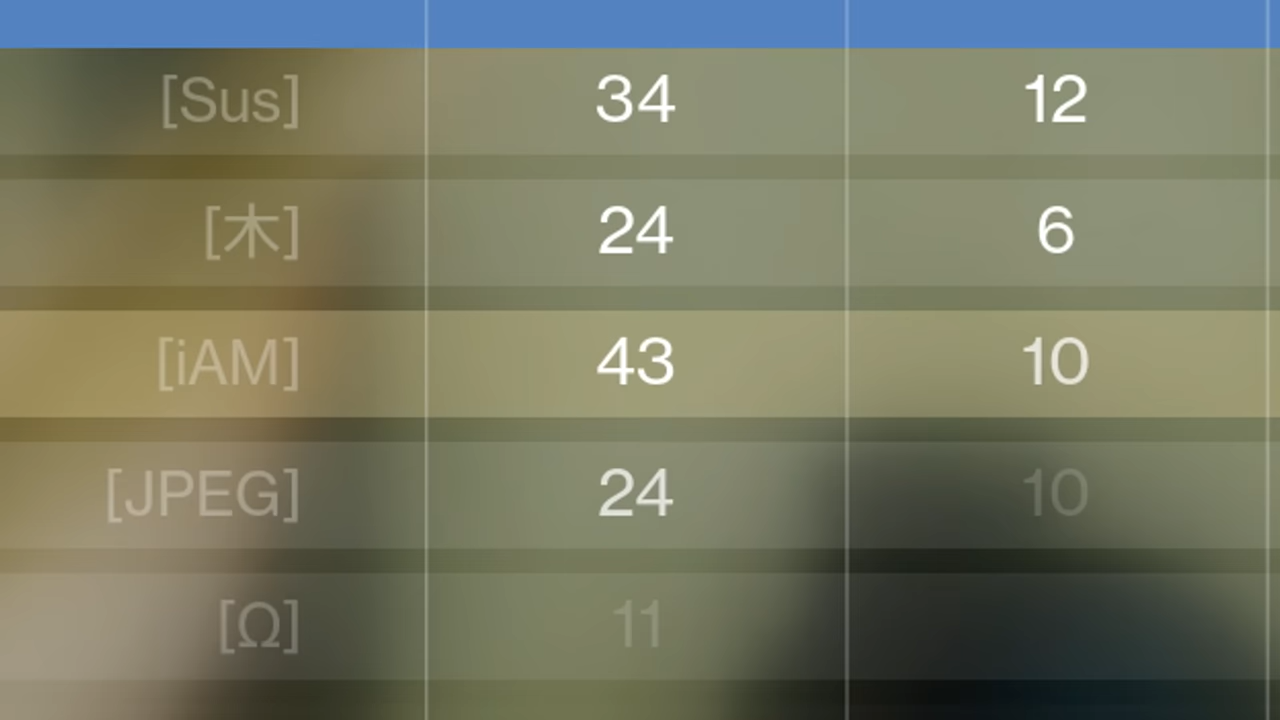 [Sus] 34 12
[木] 24 6
[iAM] 43 10
[JPEG] 24 10
[Ω] 11